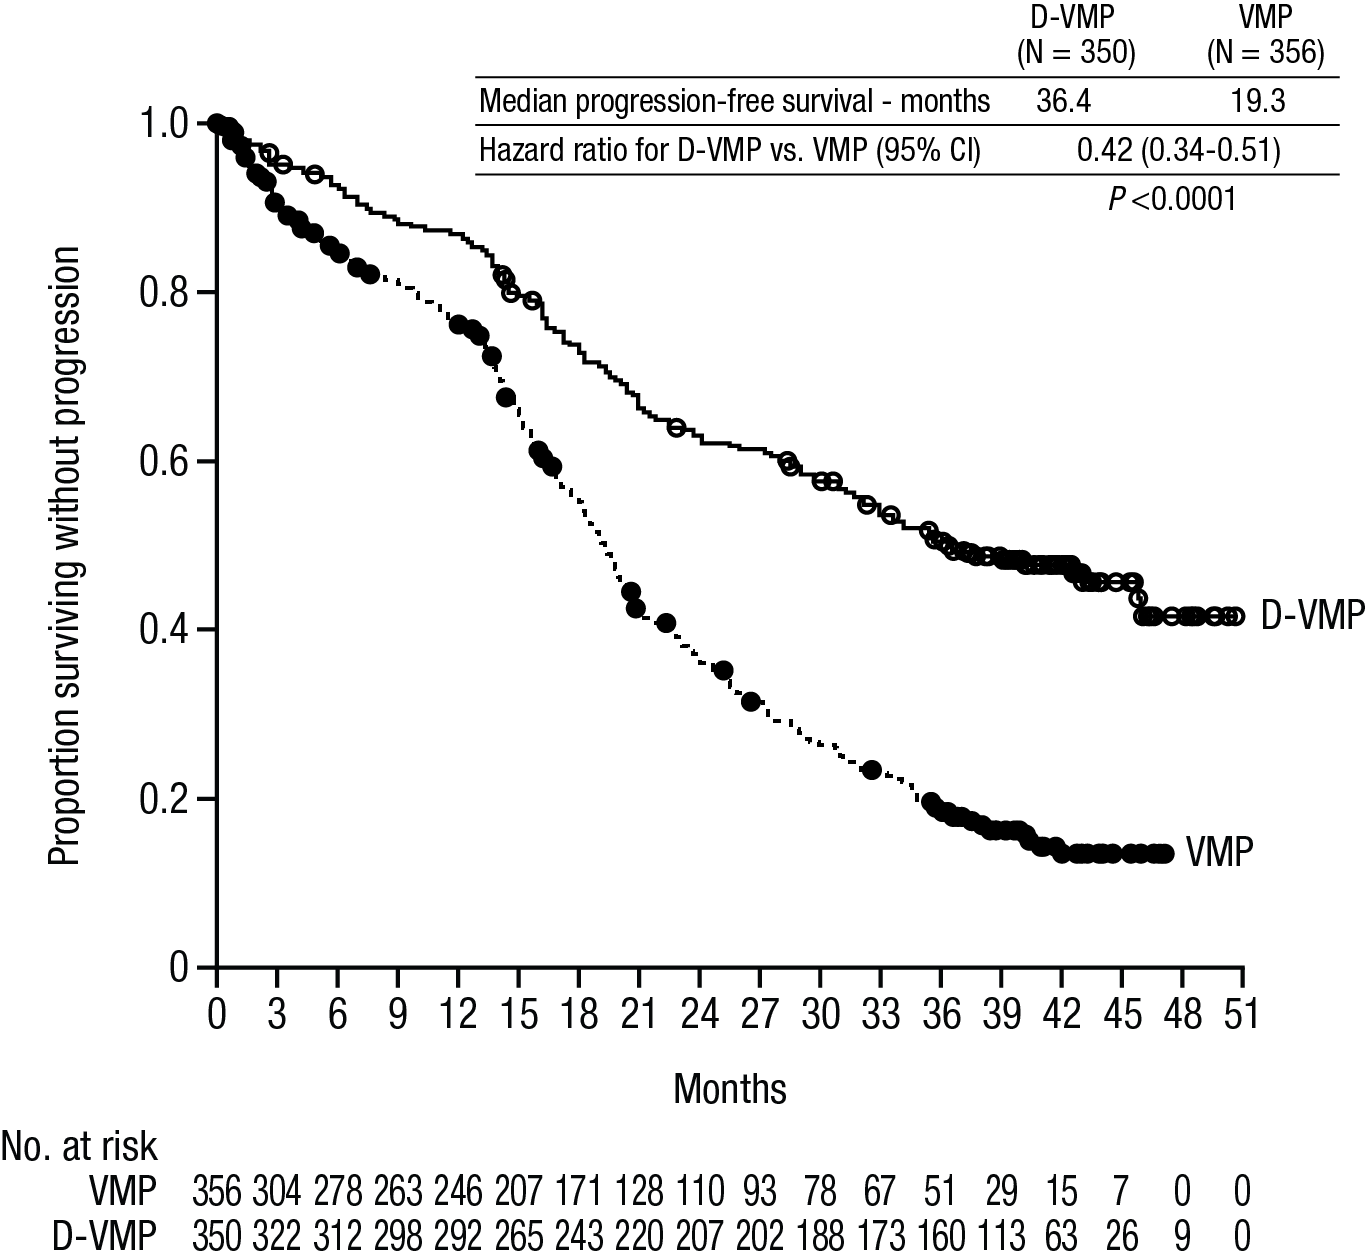 D-VMP VMP
(N = 350) (N = 356)
Median progression-free survival - months 36.4 19.3
Hazard ratio for D-VMP vs. VMP (95% CI) 0.42 (0.34-0.51)
P <0.0001
Proportion surviving without progression
1.0
0.8
0.6
0.4
0.2
0
D-VMP
VMP
0 3 6 9 12 15 18 21 24 27 30 33 36 39 42 45 48 51
Months
No. at risk
VMP 356 304 278 263 246 207 171 128 110 93 78 67 51 29 15 7 0 0
D-VMP 350 322 312 298 292 265 243 220 207 202 188 173 160 113 63 26 9 0